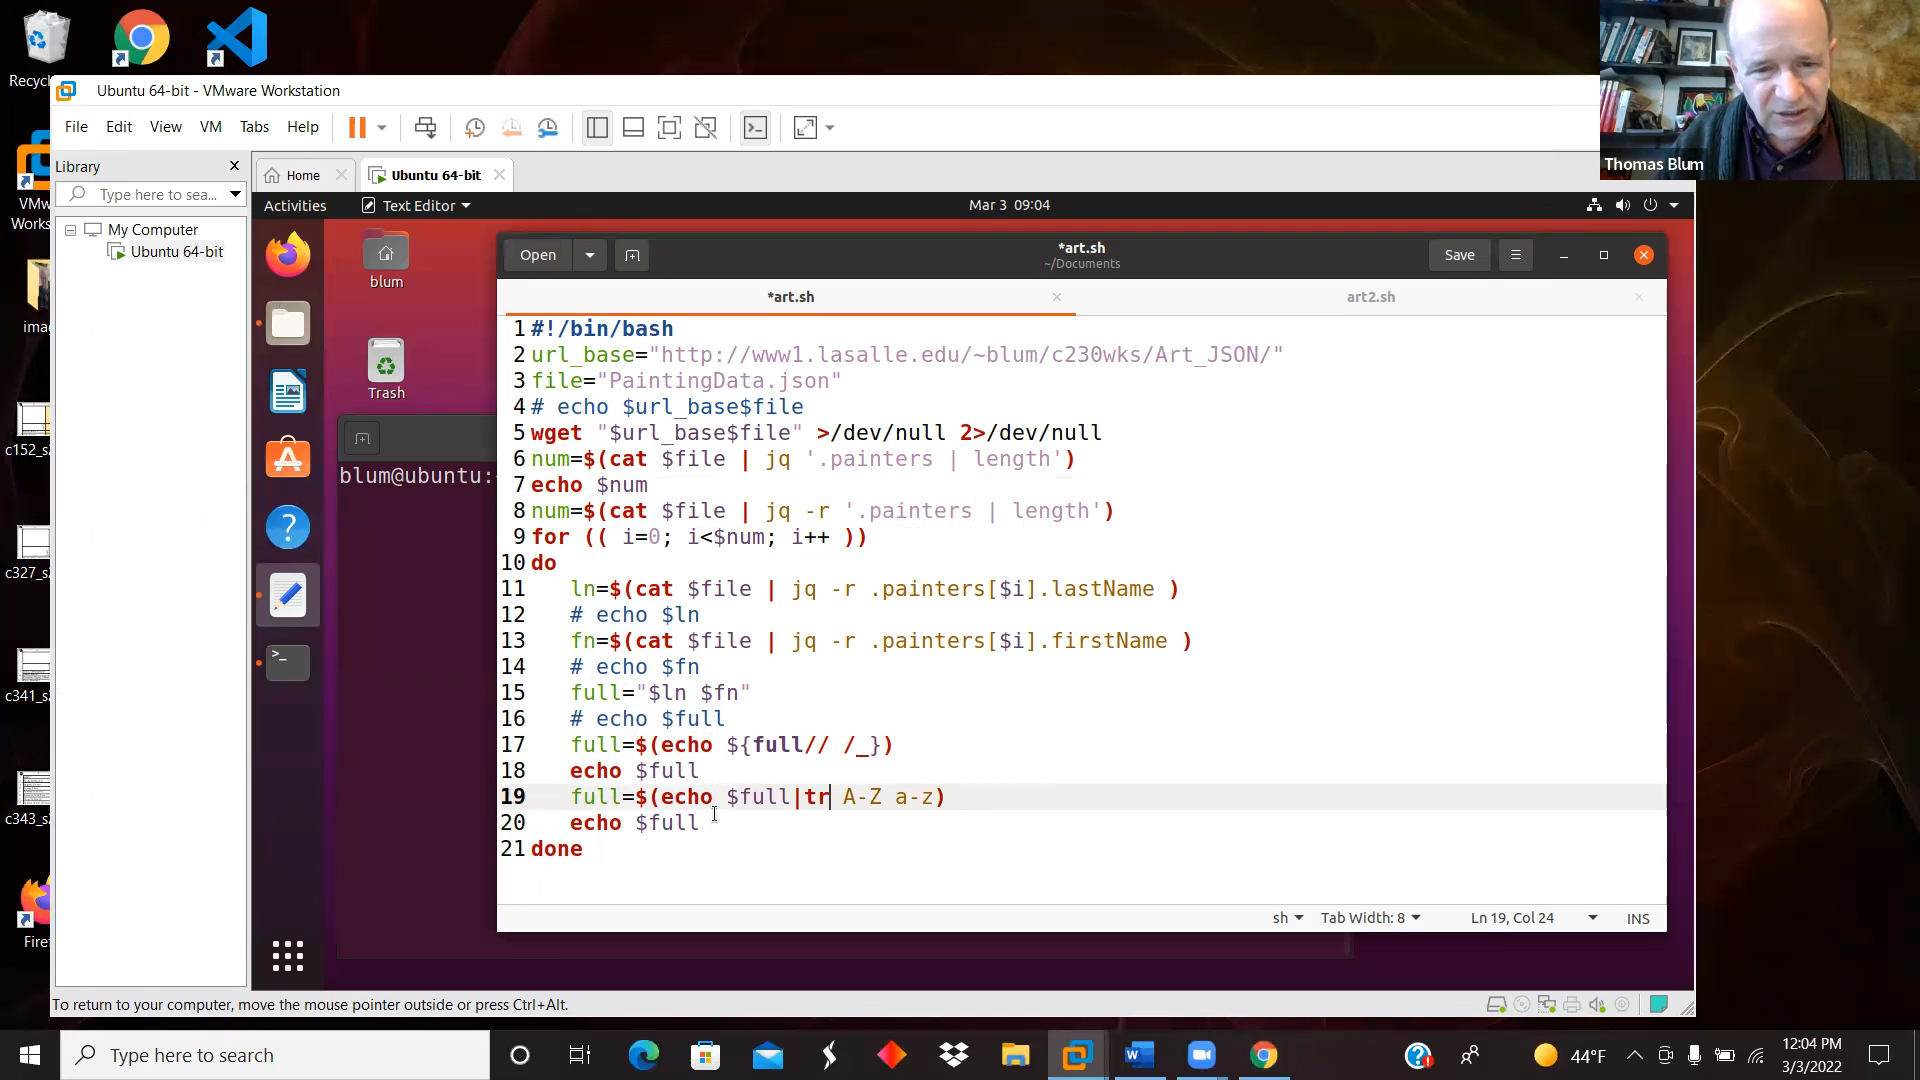 Recycl
Ubuntu 64-bit - VMware Workstation
File Edit View VM Tabs Help
Thomas Blum
Library
Home
Ubuntu 64-bit
Type here to sea...
Activities
Text Editor
Mar 3 09:04
My Computer
Ubuntu 64-bit
VMw
Works
blum
Trash
Open
*art.sh
~/Documents
Save
*art.sh
art2.sh
1 #!/bin/bash
2 url_base="http://www1.lasalle.edu/~blum/c230wks/Art_JSON/"
3 file="PaintingData.json"
4 # echo $url_base$file
5 wget "$url_base$file" >/dev/null 2>/dev/null
6 num=$(cat $file | jq '.painters | length')
7 echo $num
8 num=$(cat $file | jq -r '.painters | length')
9 for (( i=0; i<$num; i++ ))
10 do
11 ln=$(cat $file | jq -r .painters[$i].lastName )
12 # echo $ln
13 fn=$(cat $file | jq -r .painters[$i].firstName )
14 # echo $fn
15 full="$ln $fn"
16 # echo $full
17 full=$(echo ${full// /_})
18 echo $full
19 full=$(echo $full|tr A-Z a-z)
20 echo $full
21 done
blum@ubuntu:
imag
c152_s
c327_s
c341_s
c343_s
Firef
sh
Tab Width: 8
Ln 19, Col 24
INS
To return to your computer, move the mouse pointer outside or press Ctrl+Alt.
Type here to search
44°F
12:04 PM
3/3/2022